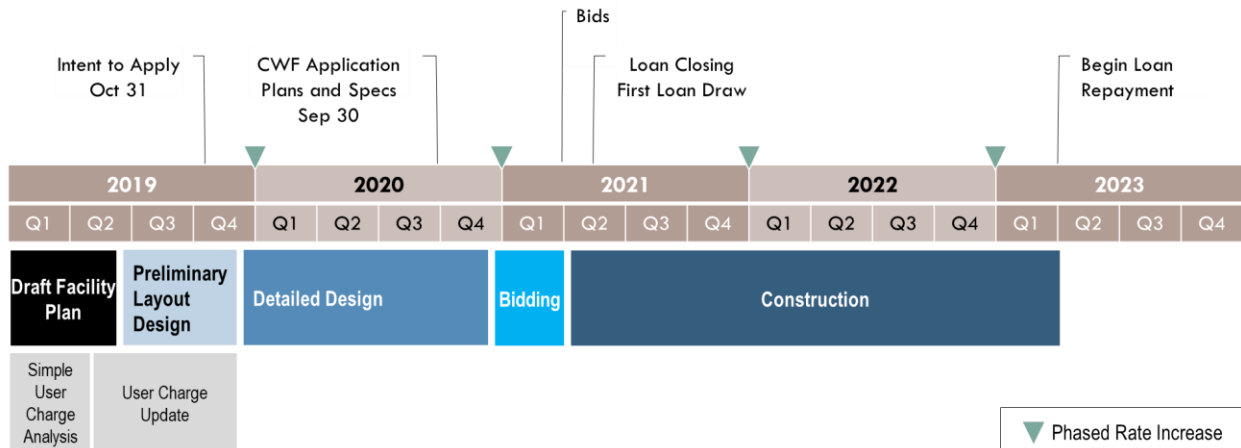 Bids
Intent to Apply
Oct 31
CWF Application
Plans and Specs
Sep 30
Loan Closing
First Loan Draw
Begin Loan
Repayment
2019 2020 2021 2022 2023
Q1 Q2 Q3 Q4 Q1 Q2 Q3 Q4 Q1 Q2 Q3 Q4 Q1 Q2 Q3 Q4 Q1 Q2 Q3 Q4
Draft Facility
Plan
Preliminary
Layout
Design
Detailed Design
Bidding
Construction
Simple
User
Charge
Analysis
User Charge
Update
Phased Rate Increase